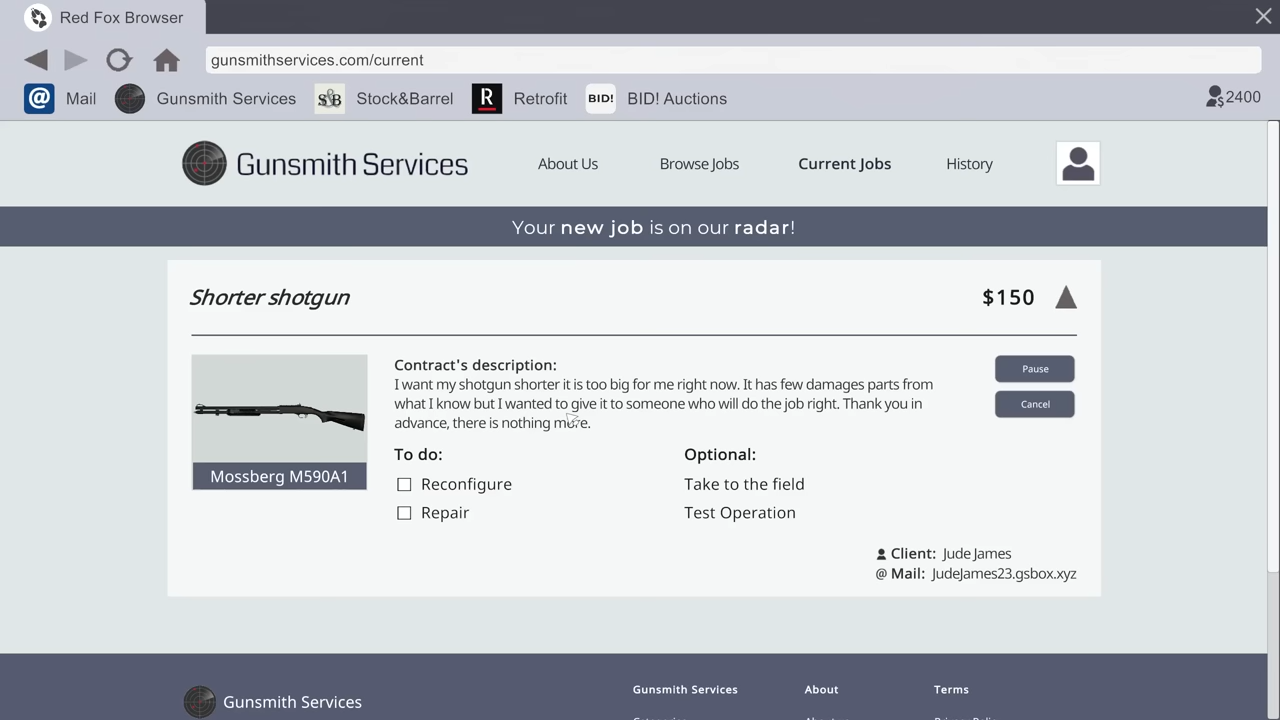 Red Fox Browser
gunsmithservices.com/current
@ Mail Gunsmith Services S&B Stock&Barrel R Retrofit BID! BID! Auctions $2400
Gunsmith Services About Us Browse Jobs Current Jobs History
Your new job is on our radar!
Shorter shotgun $150
Contract's description:
I want my shotgun shorter it is too big for me right now. It has few damages parts from
what I know but I wanted to give it to someone who will do the job right. Thank you in
advance, there is nothing more.
Pause
Cancel
Mossberg M590A1
To do: Optional:
Reconfigure Take to the field
Repair Test Operation
Client: Jude James
@ Mail: JudeJames23.gsbox.xyz
Gunsmith Services Gunsmith Services About Terms